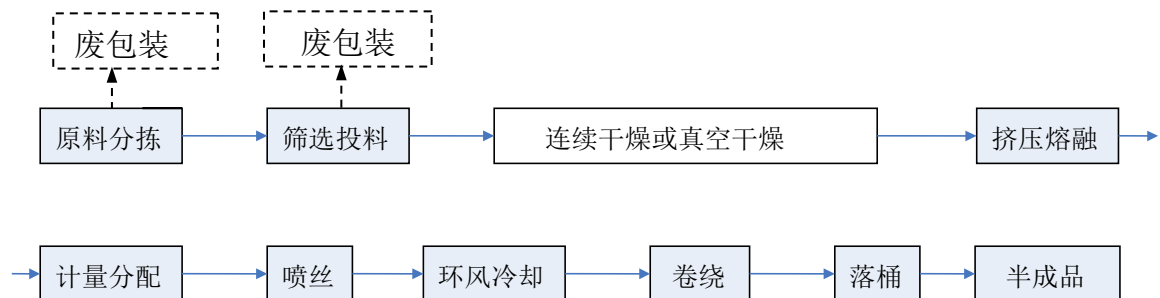 废包装
废包装
原料分拣
筛选投料
连续干燥或真空干燥
挤压熔融
计量分配
喷丝
环风冷却
卷绕
落桶
半成品